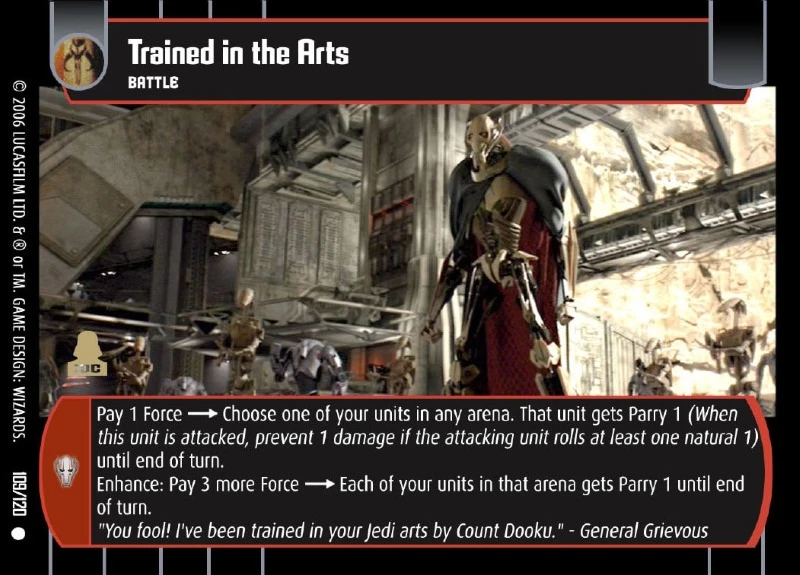 Trained in the Arts
BATTLE
© 2006 LUCASFILM LTD. & ® or TM. GAME DESIGN: WIZARDS.
109/120
IDC
Pay 1 Force → Choose one of your units in any arena. That unit gets Parry 1 (When
this unit is attacked, prevent 1 damage if the attacking unit rolls at least one natural 1)
until end of turn.
Enhance: Pay 3 more Force → Each of your units in that arena gets Parry 1 until end
of turn.
"You fool! I've been trained in your Jedi arts by Count Dooku." - General Grievous